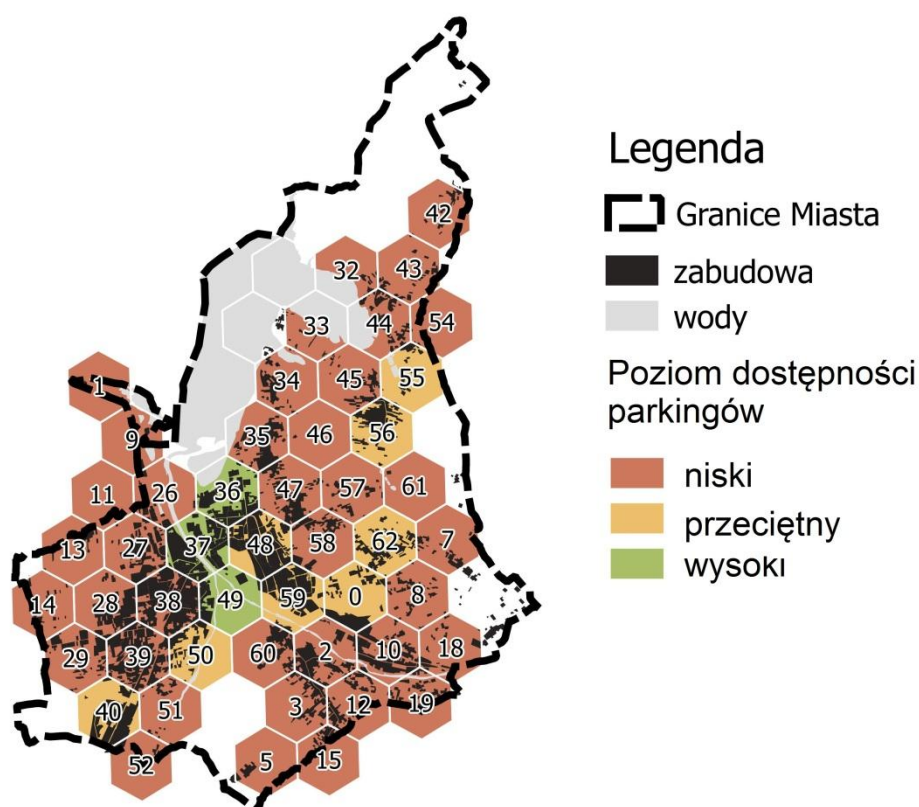 Legenda
Granice Miasta
zabudowa
wody
Poziom dostępności
parkingów
niski
przeciętny
wysoki
42
32 43
33 44 54
1 34 45 55
9 35 46 56
11 26 36 47 57 61
13 27 37 48 58 62 7
14 28 38 49 59 0 8
29 39 50 60 2 10 18
40 51 3 12 19
52 5 15